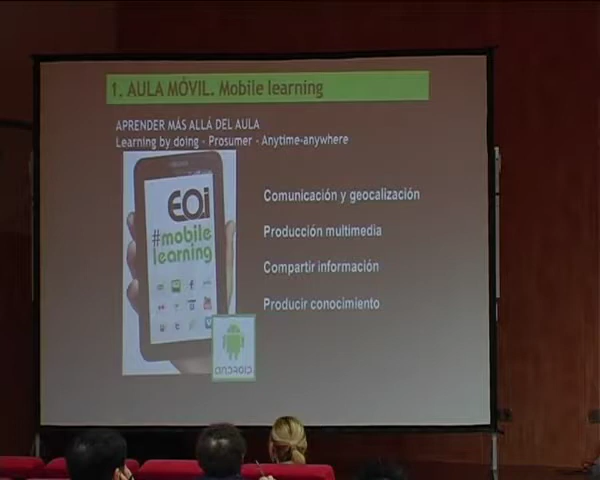 1. AULA MÓVIL. Mobile learning
APRENDER MÁS ALLÁ DEL AULA
Learning by doing - Prosumer - Anytime-anywhere
EOi
#mobile
learning
Comunicación y geocalización
Producción multimedia
Compartir información
Producir conocimiento
ANDROID